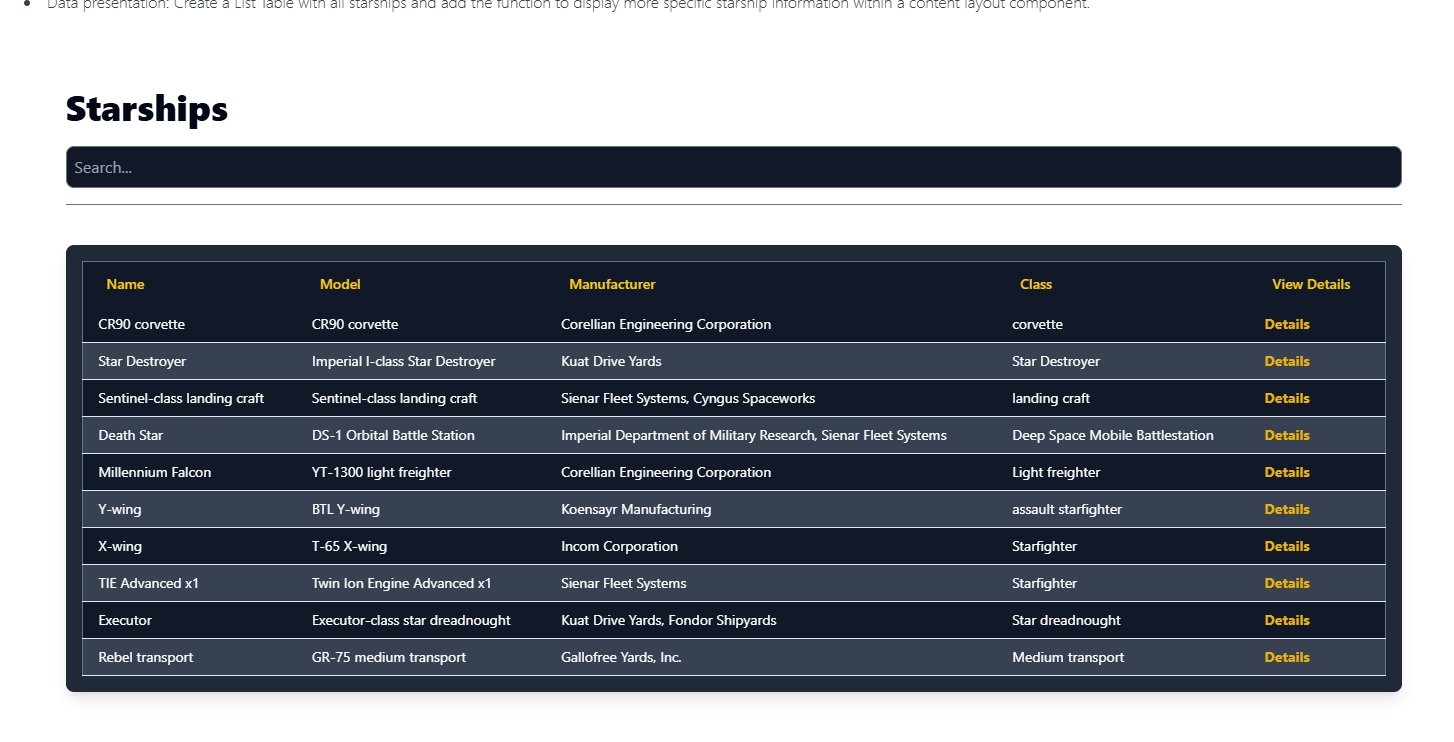 Data presentation: Create a List Table with all starships and add the function to display more specific starship information within a content layout component.
Starships
Search...
Name Model Manufacturer Class View Details
CR90 corvette CR90 corvette Corellian Engineering Corporation corvette Details
Star Destroyer Imperial I-class Star Destroyer Kuat Drive Yards Star Destroyer Details
Sentinel-class landing craft Sentinel-class landing craft Sienar Fleet Systems, Cyngus Spaceworks landing craft Details
Death Star DS-1 Orbital Battle Station Imperial Department of Military Research, Sienar Fleet Systems Deep Space Mobile Battlestation Details
Millennium Falcon YT-1300 light freighter Corellian Engineering Corporation Light freighter Details
Y-wing BTL Y-wing Koensayr Manufacturing assault starfighter Details
X-wing T-65 X-wing Incom Corporation Starfighter Details
TIE Advanced x1 Twin Ion Engine Advanced x1 Sienar Fleet Systems Starfighter Details
Executor Executor-class star dreadnought Kuat Drive Yards, Fondor Shipyards Star dreadnought Details
Rebel transport GR-75 medium transport Gallofree Yards, Inc. Medium transport Details